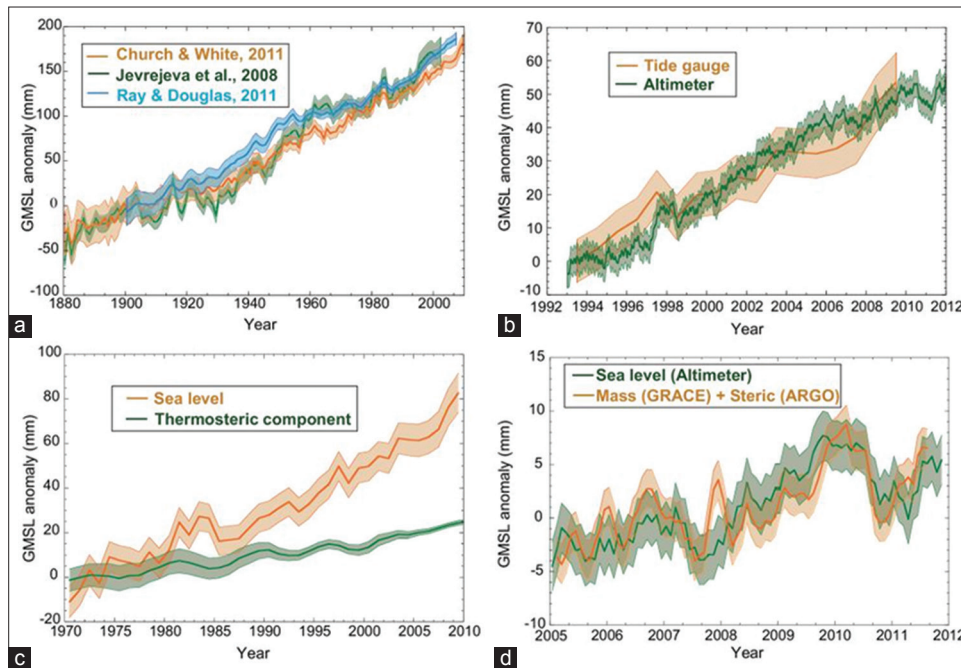 200
150
100
50
0
-50
-100
GMSL anomaly (mm)
Church & White, 2011
Jevrejeva et al., 2008
Ray & Douglas, 2011
1880 1900 1920 1940 1960 1980 2000
Year
a
70
60
50
40
30
20
10
0
-10
GMSL anomaly (mm)
Tide gauge
Altimeter
1992 1994 1996 1998 2000 2002 2004 2006 2008 2010 2012
Year
b
100
80
60
40
20
0
-20
GMSL anomaly (mm)
Sea level
Thermosteric component
1970 1975 1980 1985 1990 1995 2000 2005 2010
Year
c
15
10
5
0
-5
-10
GMSL anomaly (mm)
Sea level (Altimeter)
Mass (GRACE) + Steric (ARGO)
2005 2006 2007 2008 2009 2010 2011 2012
Year
d